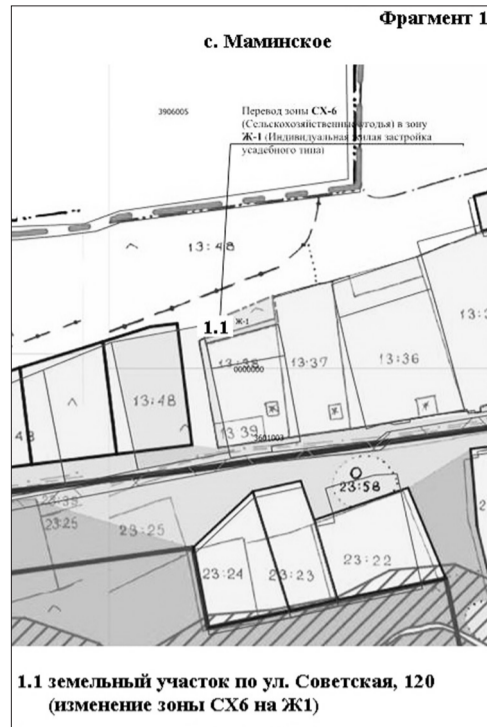 Фрагмент 1
с. Маминское
3906005
Перевод зоны СХ-6
(Сельскохозяйственные угодья) в зону
Ж-1 (Индивидуальная жилая застройка
усадебного типа)
13:48
1.1
Ж-1
13:38
0000000
13:37
13:36
13:48
13 39
3601003
48
23:58
23:25
23:25
23:24
23:23
23:22
1.1 земельный участок по ул. Советская, 120
(изменение зоны СХ6 на Ж1)